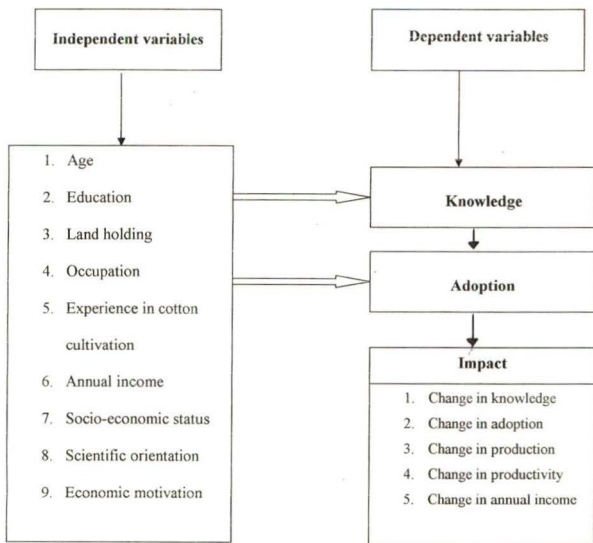 Independent variables
Dependent variables
1. Age
2. Education
3. Land holding
4. Occupation
5. Experience in cotton
cultivation
6. Annual income
7. Socio-economic status
8. Scientific orientation
9. Economic motivation
Knowledge
Adoption
Impact
1. Change in knowledge
2. Change in adoption
3. Change in production
4. Change in productivity
5. Change in annual income